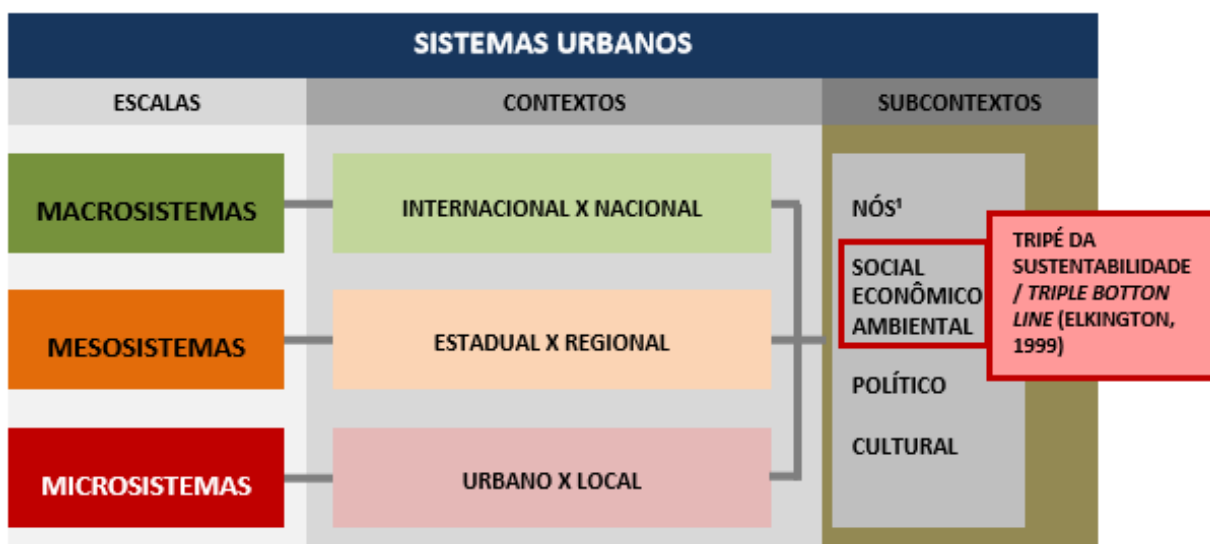 SISTEMAS URBANOS
ESCALAS
CONTEXTOS
SUBCONTEXTOS
MACROSISTEMAS
INTERNACIONAL X NACIONAL
MESOSISTEMAS
ESTADUAL X REGIONAL
MICROSISTEMAS
URBANO X LOCAL
NÓS¹
SOCIAL
ECONÔMICO
AMBIENTAL
POLÍTICO
CULTURAL
TRIPÉ DA
SUSTENTABILIDADE
/ TRIPLE BOTTON
LINE (ELKINGTON,
1999)